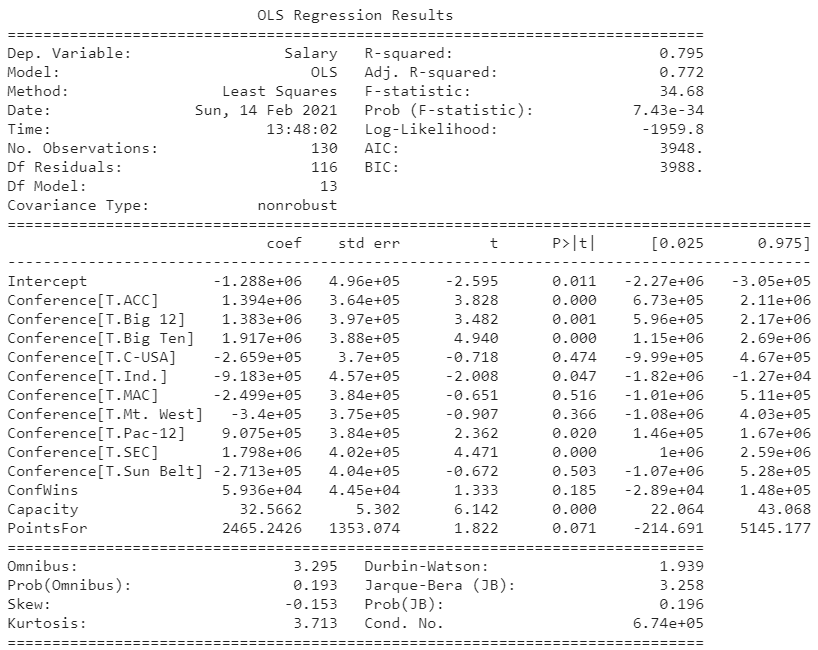 OLS Regression Results
==============================================================================
Dep. Variable:                 Salary   R-squared:                       0.795
Model:                            OLS   Adj. R-squared:                  0.772
Method:                 Least Squares   F-statistic:                     34.68
Date:                Sun, 14 Feb 2021   Prob (F-statistic):           7.43e-34
Time:                        13:48:02   Log-Likelihood:                -1959.8
No. Observations:                 130   AIC:                             3948.
Df Residuals:                     116   BIC:                             3988.
Df Model:                          13
Covariance Type:            nonrobust
==========================================================================================
                             coef    std err          t      P>|t|      [0.025      0.975]
------------------------------------------------------------------------------------------
Intercept              -1.288e+06   4.96e+05     -2.595      0.011   -2.27e+06   -3.05e+05
Conference[T.ACC]       1.394e+06   3.64e+05      3.828      0.000    6.73e+05    2.11e+06
Conference[T.Big 12]    1.383e+06   3.97e+05      3.482      0.001    5.96e+05    2.17e+06
Conference[T.Big Ten]   1.917e+06   3.88e+05      4.940      0.000    1.15e+06    2.69e+06
Conference[T.C-USA]    -2.659e+05    3.7e+05     -0.718      0.474   -9.99e+05    4.67e+05
Conference[T.Ind.]     -9.183e+05   4.57e+05     -2.008      0.047   -1.82e+06   -1.27e+04
Conference[T.MAC]      -2.499e+05   3.84e+05     -0.651      0.516   -1.01e+06    5.11e+05
Conference[T.Mt. West]   -3.4e+05   3.75e+05     -0.907      0.366   -1.08e+06    4.03e+05
Conference[T.Pac-12]    9.075e+05   3.84e+05      2.362      0.020    1.46e+05    1.67e+06
Conference[T.SEC]       1.798e+06   4.02e+05      4.471      0.000       1e+06    2.59e+06
Conference[T.Sun Belt] -2.713e+05   4.04e+05     -0.672      0.503   -1.07e+06    5.28e+05
ConfWins                5.936e+04   4.45e+04      1.333      0.185   -2.89e+04    1.48e+05
Capacity                  32.5662      5.302      6.142      0.000      22.064      43.068
PointsFor               2465.2426   1353.074      1.822      0.071    -214.691    5145.177
==============================================================================
Omnibus:                        3.295   Durbin-Watson:                   1.939
Prob(Omnibus):                  0.193   Jarque-Bera (JB):                3.258
Skew:                          -0.153   Prob(JB):                        0.196
Kurtosis:                       3.713   Cond. No.                     6.74e+05
==============================================================================